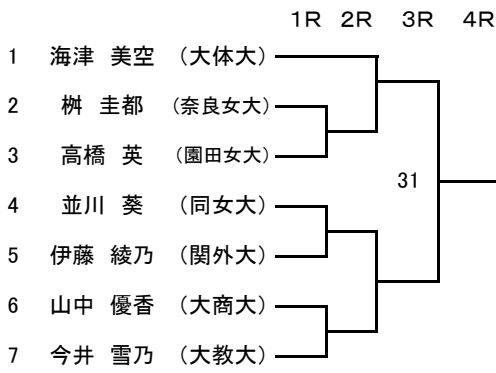 1R 2R 3R 4R
1 海津 美空 （大体大）
2 桝 圭都 （奈良女大）
3 高橋 英 （園田女大）
31
4 並川 葵 （同女大）
5 伊藤 綾乃 （関外大）
6 山中 優香 （大商大）
7 今井 雪乃 （大教大）